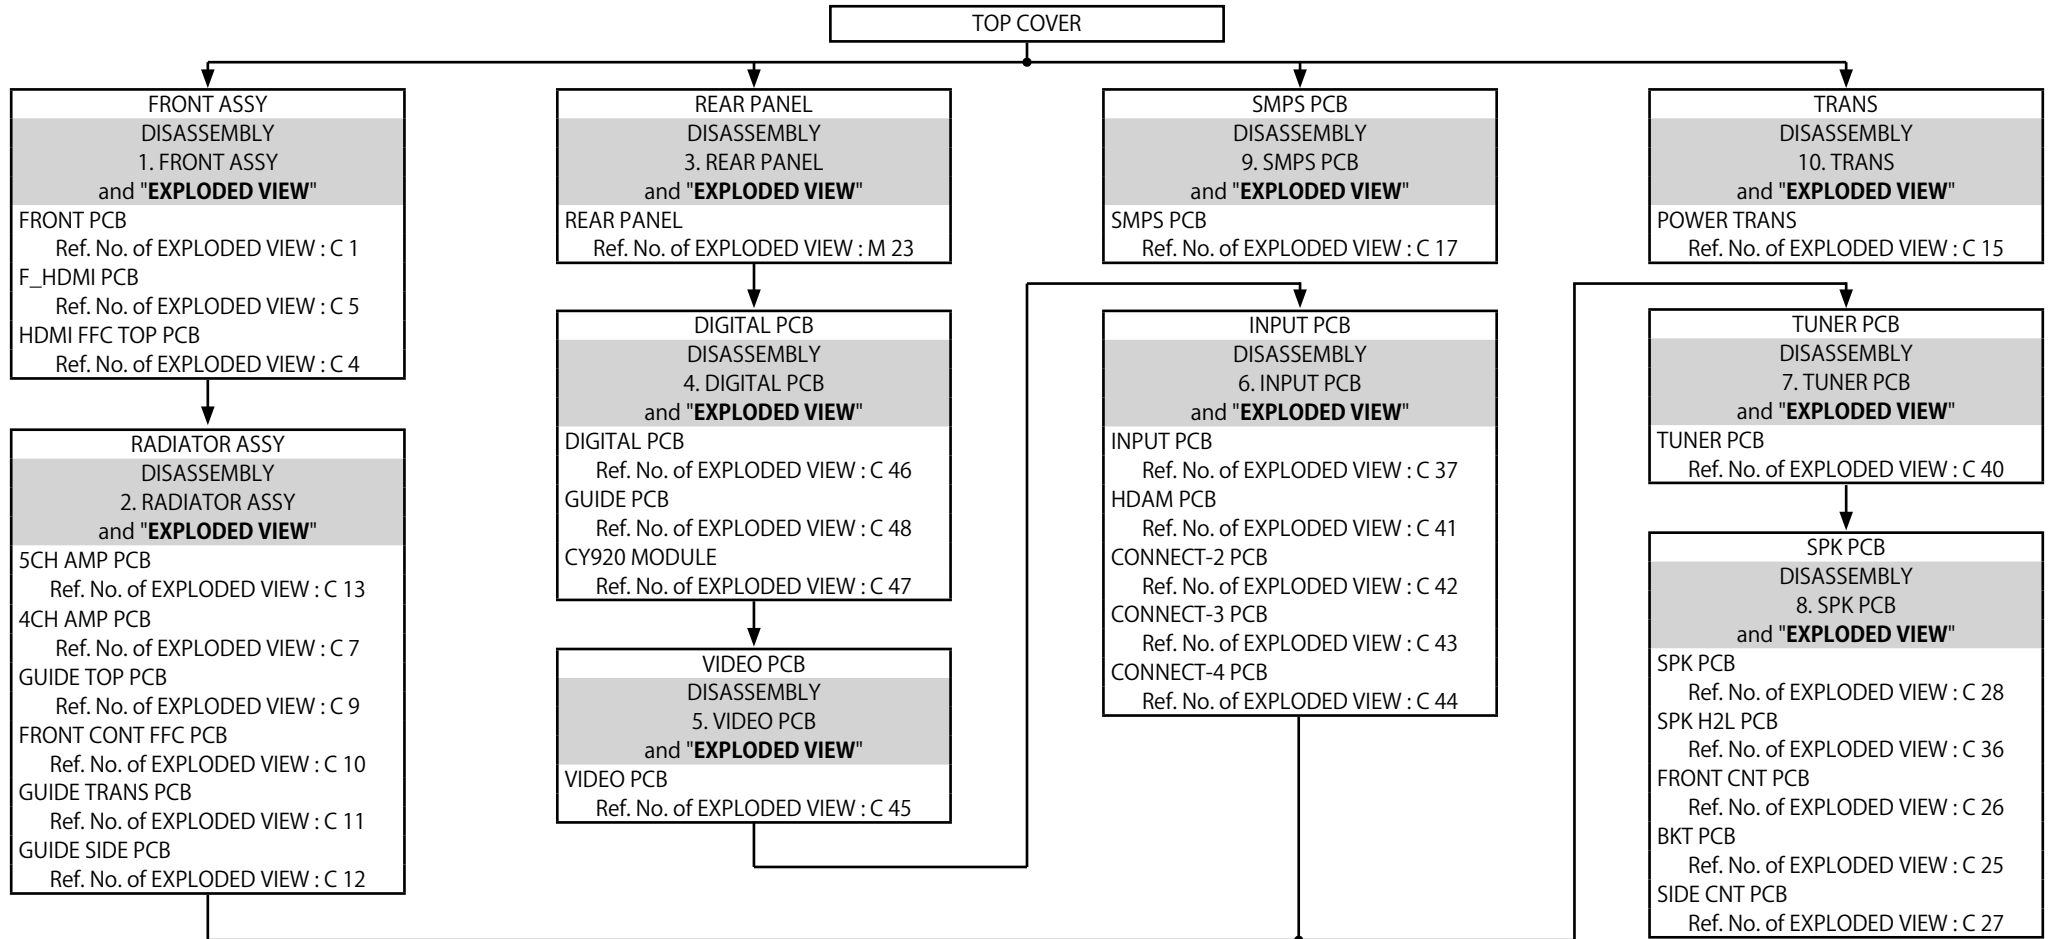 TOP COVER
FRONT ASSY
DISASSEMBLY
1. FRONT ASSY
and "EXPLODED VIEW"
FRONT PCB
Ref. No. of EXPLODED VIEW : C 1
F_HDMI PCB
Ref. No. of EXPLODED VIEW : C 5
HDMI FFC TOP PCB
Ref. No. of EXPLODED VIEW : C 4
RADIATOR ASSY
DISASSEMBLY
2. RADIATOR ASSY
and "EXPLODED VIEW"
5CH AMP PCB
Ref. No. of EXPLODED VIEW : C 13
4CH AMP PCB
Ref. No. of EXPLODED VIEW : C 7
GUIDE TOP PCB
Ref. No. of EXPLODED VIEW : C 9
FRONT CONT FFC PCB
Ref. No. of EXPLODED VIEW : C 10
GUIDE TRANS PCB
Ref. No. of EXPLODED VIEW : C 11
GUIDE SIDE PCB
Ref. No. of EXPLODED VIEW : C 12
REAR PANEL
DISASSEMBLY
3. REAR PANEL
and "EXPLODED VIEW"
REAR PANEL
Ref. No. of EXPLODED VIEW : M 23
DIGITAL PCB
DISASSEMBLY
4. DIGITAL PCB
and "EXPLODED VIEW"
DIGITAL PCB
Ref. No. of EXPLODED VIEW : C 46
GUIDE PCB
Ref. No. of EXPLODED VIEW : C 48
CY920 MODULE
Ref. No. of EXPLODED VIEW : C 47
VIDEO PCB
DISASSEMBLY
5. VIDEO PCB
and "EXPLODED VIEW"
VIDEO PCB
Ref. No. of EXPLODED VIEW : C 45
SMPS PCB
DISASSEMBLY
9. SMPS PCB
and "EXPLODED VIEW"
SMPS PCB
Ref. No. of EXPLODED VIEW : C 17
INPUT PCB
DISASSEMBLY
6. INPUT PCB
and "EXPLODED VIEW"
INPUT PCB
Ref. No. of EXPLODED VIEW : C 37
HDAM PCB
Ref. No. of EXPLODED VIEW : C 41
CONNECT-2 PCB
Ref. No. of EXPLODED VIEW : C 42
CONNECT-3 PCB
Ref. No. of EXPLODED VIEW : C 43
CONNECT-4 PCB
Ref. No. of EXPLODED VIEW : C 44
TRANS
DISASSEMBLY
10. TRANS
and "EXPLODED VIEW"
POWER TRANS
Ref. No. of EXPLODED VIEW : C 15
TUNER PCB
DISASSEMBLY
7. TUNER PCB
and "EXPLODED VIEW"
TUNER PCB
Ref. No. of EXPLODED VIEW : C 40
SPK PCB
DISASSEMBLY
8. SPK PCB
and "EXPLODED VIEW"
SPK PCB
Ref. No. of EXPLODED VIEW : C 28
SPK H2L PCB
Ref. No. of EXPLODED VIEW : C 36
FRONT CNT PCB
Ref. No. of EXPLODED VIEW : C 26
BKT PCB
Ref. No. of EXPLODED VIEW : C 25
SIDE CNT PCB
Ref. No. of EXPLODED VIEW : C 27